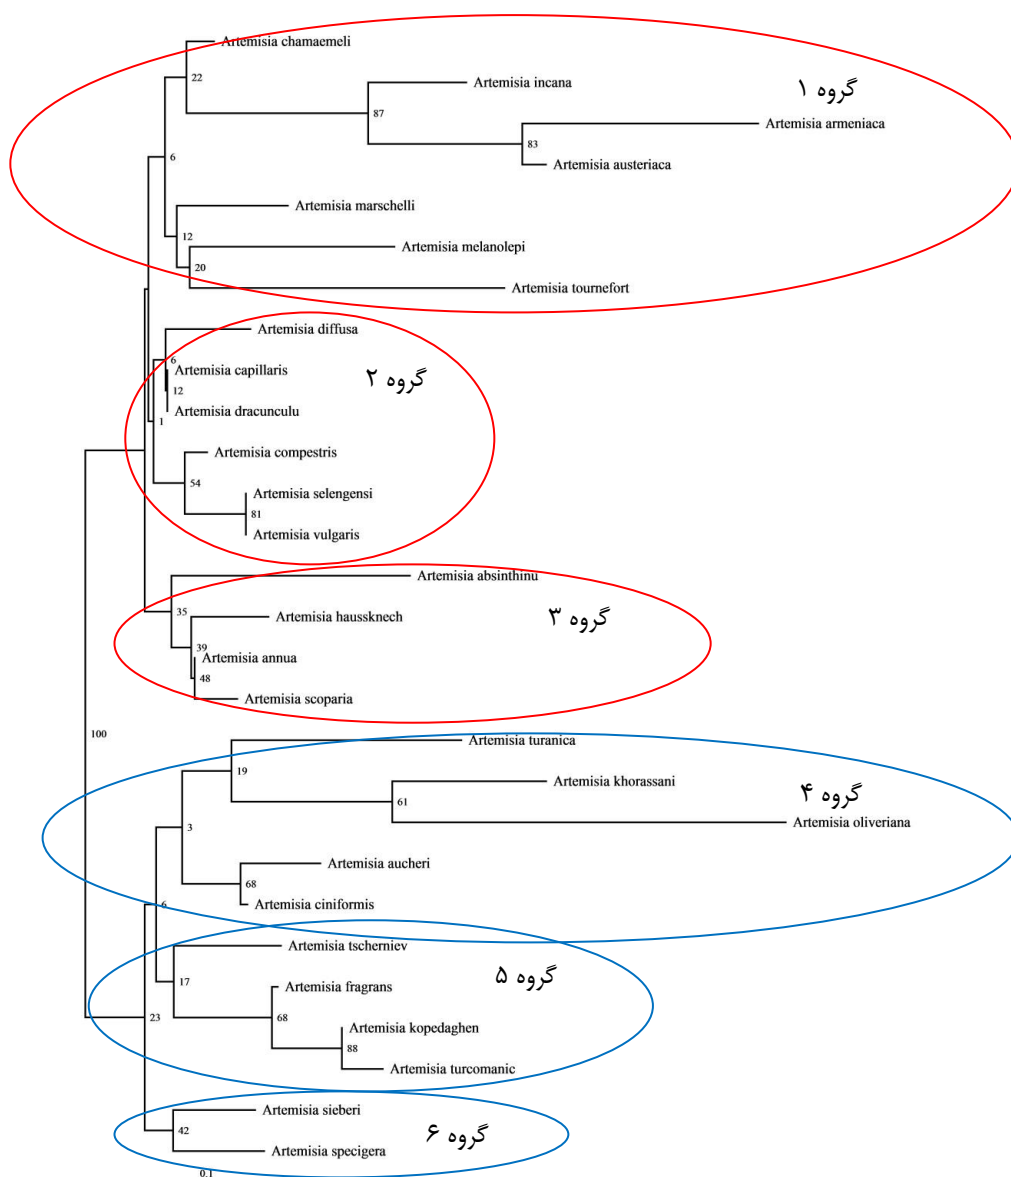 Artemisia chamaemeli
22
Artemisia incana
گروه ۱
87
Artemisia armeniaca
83
6
Artemisia austeriaca
Artemisia marschelli
12
Artemisia melanolepi
20
Artemisia tournefort
Artemisia diffusa
6
Artemisia capillaris
گروه ۲
12
Artemisia dracunculu
1
Artemisia compestris
54
Artemisia selengensi
81
Artemisia vulgaris
Artemisia absinthinu
35
Artemisia haussknech
گروه ۳
39
Artemisia annua
48
Artemisia scoparia
100
Artemisia turanica
19
Artemisia khorassani
گروه ۴
61
Artemisia oliveriana
3
Artemisia aucheri
68
Artemisia ciniformis
6
Artemisia tscherniev
17
گروه ۵
Artemisia fragrans
68
23
Artemisia kopedaghen
88
Artemisia turcomanic
Artemisia sieberi
42
گروه ۶
Artemisia specigera
0.1